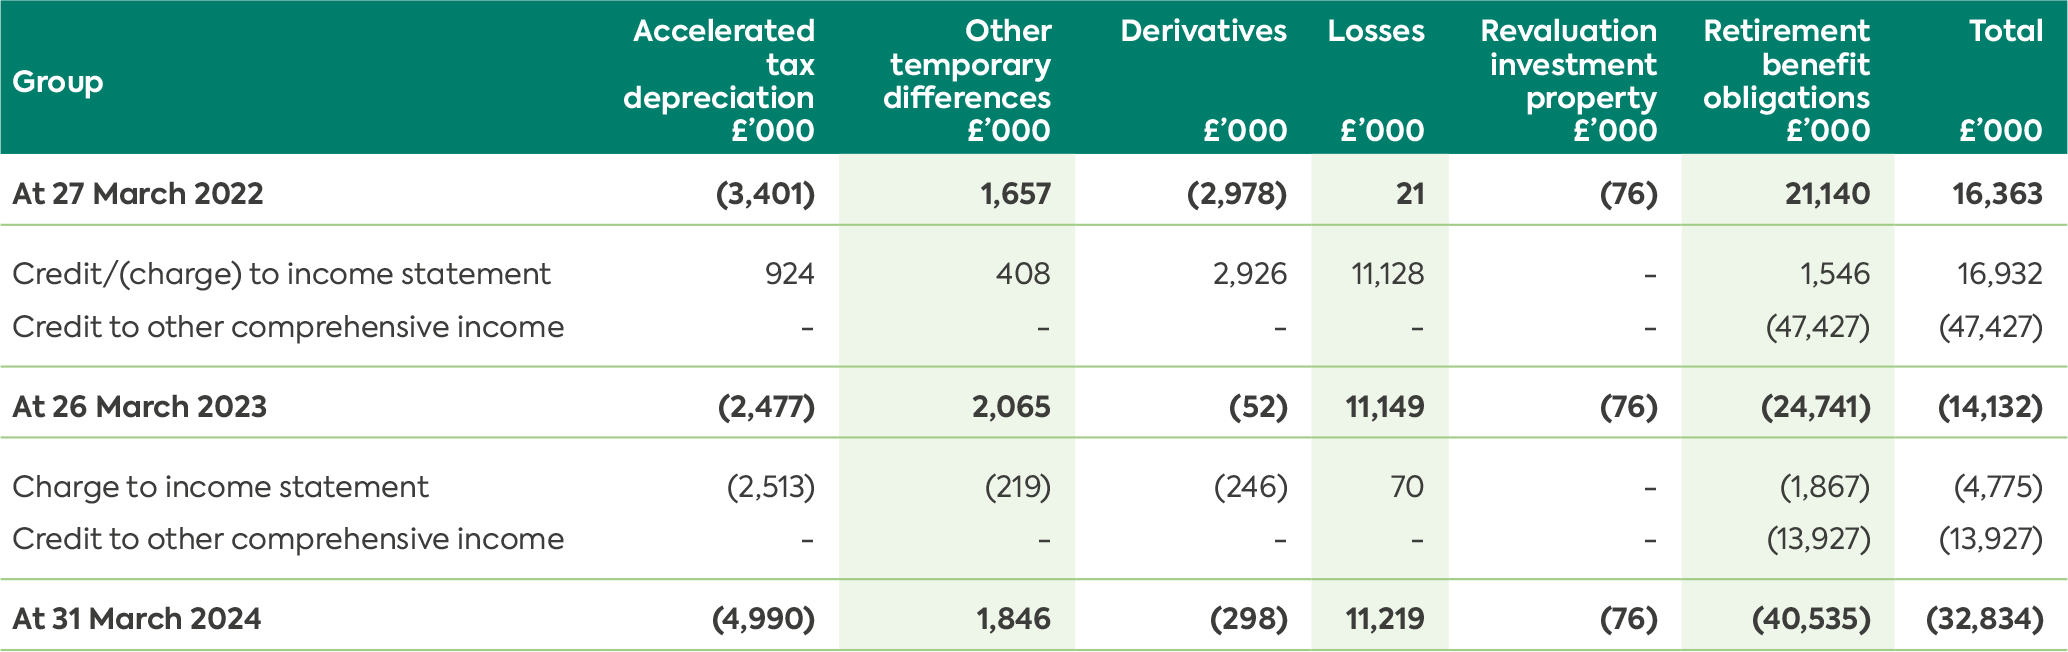 Group Accelerated tax depreciation £’000 Other temporary differences £’000 Derivatives £’000 Losses £’000 Revaluation investment property £’000 Retirement benefit obligations £’000 Total £’000
At 27 March 2022 (3,401) 1,657 (2,978) 21 (76) 21,140 16,363
Credit/(charge) to income statement 924 408 2,926 11,128 – 1,546 16,932
Credit to other comprehensive income – – – – – (47,427) (47,427)
At 26 March 2023 (2,477) 2,065 (52) 11,149 (76) (24,741) (14,132)
Charge to income statement (2,513) (219) (246) 70 – (1,867) (4,775)
Credit to other comprehensive income – – – – – (13,927) (13,927)
At 31 March 2024 (4,990) 1,846 (298) 11,219 (76) (40,535) (32,834)